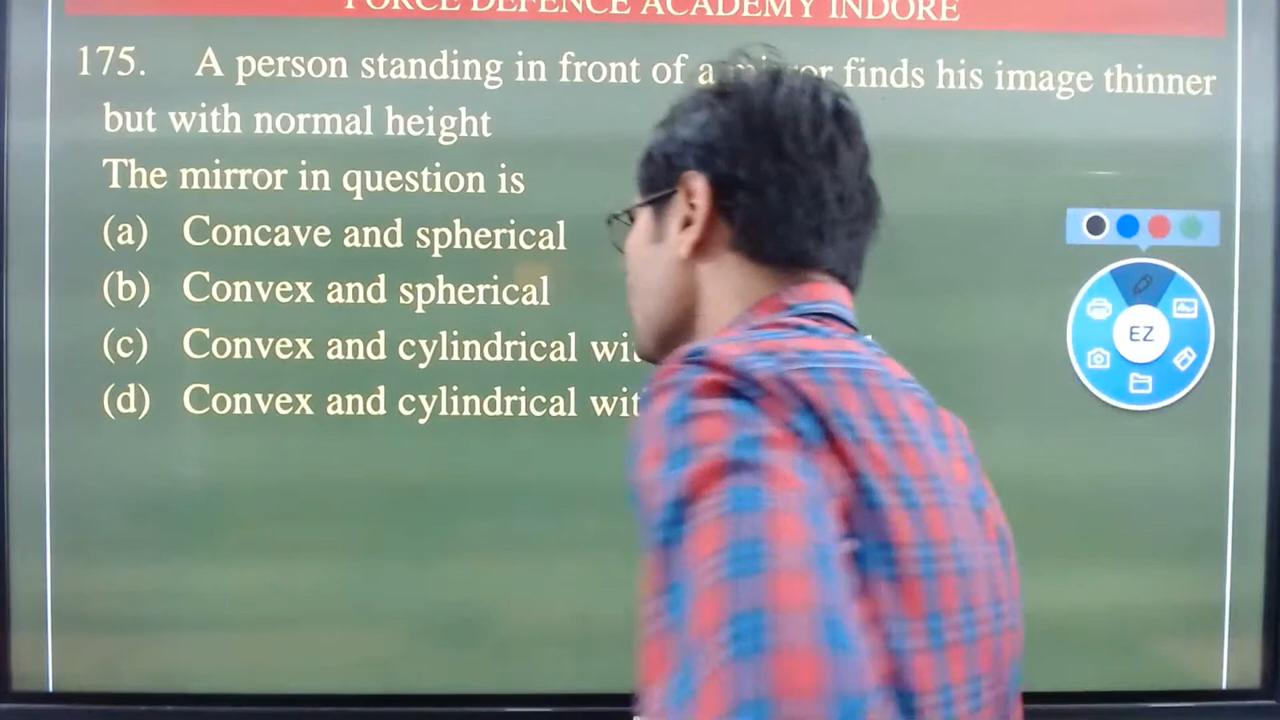 FORCE DEFENCE ACADEMY INDORE
175. A person standing in front of a finds his image thinner
but with normal height
The mirror in question is
(a) Concave and spherical
(b) Convex and spherical
(c) Convex and cylindrical
(d) Convex and cylindrical
EZ